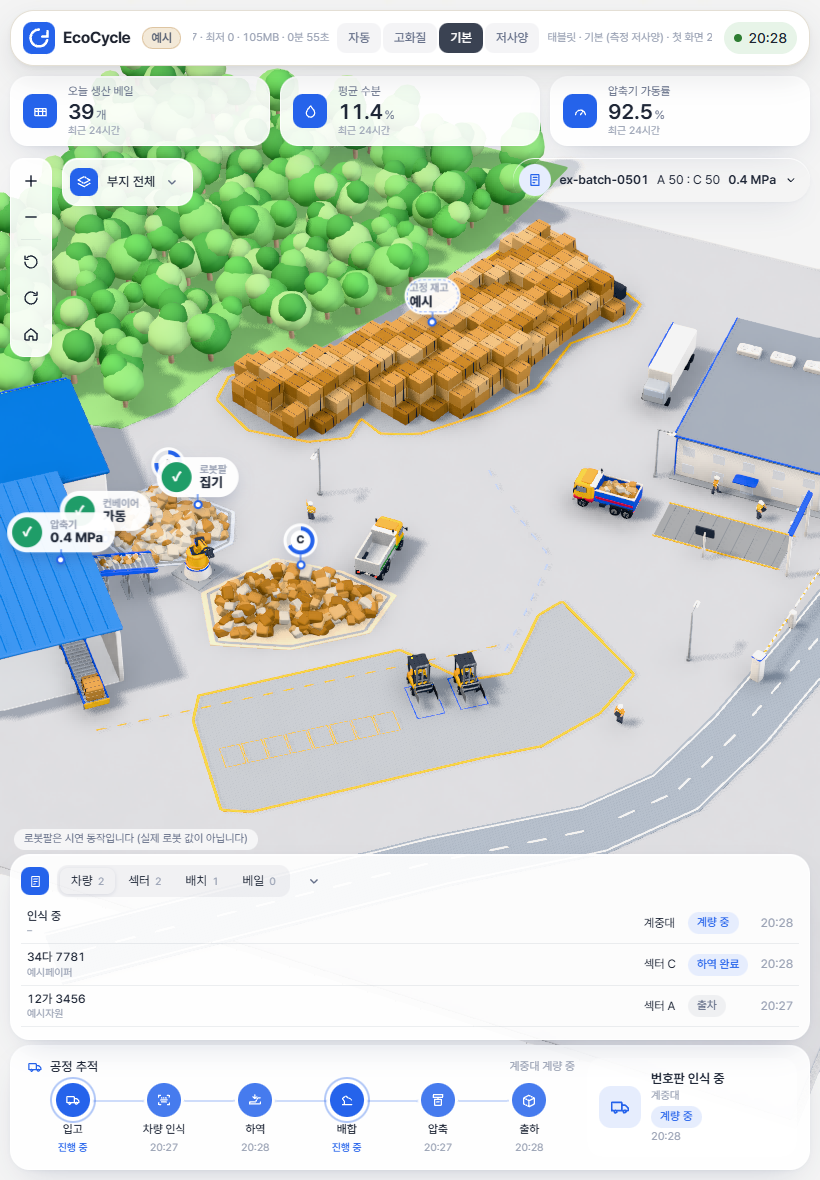 EcoCycle 예시 7 · 최저 0 · 105MB · 0분 55초 자동 고화질 기본 저사양 태블릿 · 기본 (측정 저사양) · 첫 화면 2 20:28
오늘 생산 베일
39개
최근 24시간
평균 수분
11.4%
최근 24시간
압축기 가동률
92.5%
최근 24시간
부지 전체
ex-batch-0501 A 50 : C 50 0.4 MPa
고정 재고
예시
로봇팔
집기
컨베이어
가동
압축기
0.4 MPa
C
로봇팔은 시연 동작입니다 (실제 로봇 값이 아닙니다)
차량 2 섹터 2 배치 1 베일 0
인식 중
–
계중대 계량 중 20:28
34다 7781
예시페이퍼
섹터 C 하역 완료 20:28
12가 3456
예시자원
섹터 A 출차 20:27
공정 추적
계중대 계량 중
입고
진행 중
차량 인식
20:27
하역
20:28
배합
진행 중
압축
20:27
출하
20:28
번호판 인식 중
계중대
계량 중
20:28